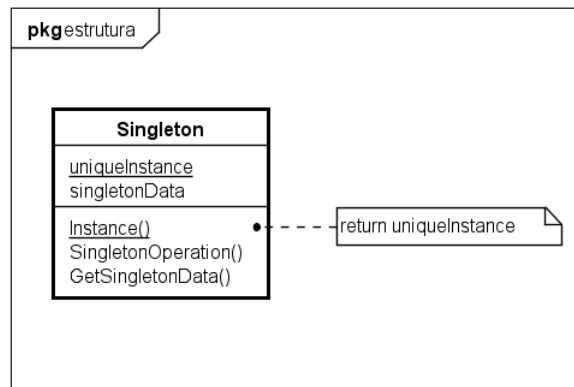 pkg estrutura
Singleton
uniqueInstance
singletonData
Instance()
return uniqueInstance
SingletonOperation()
GetSingletonData()